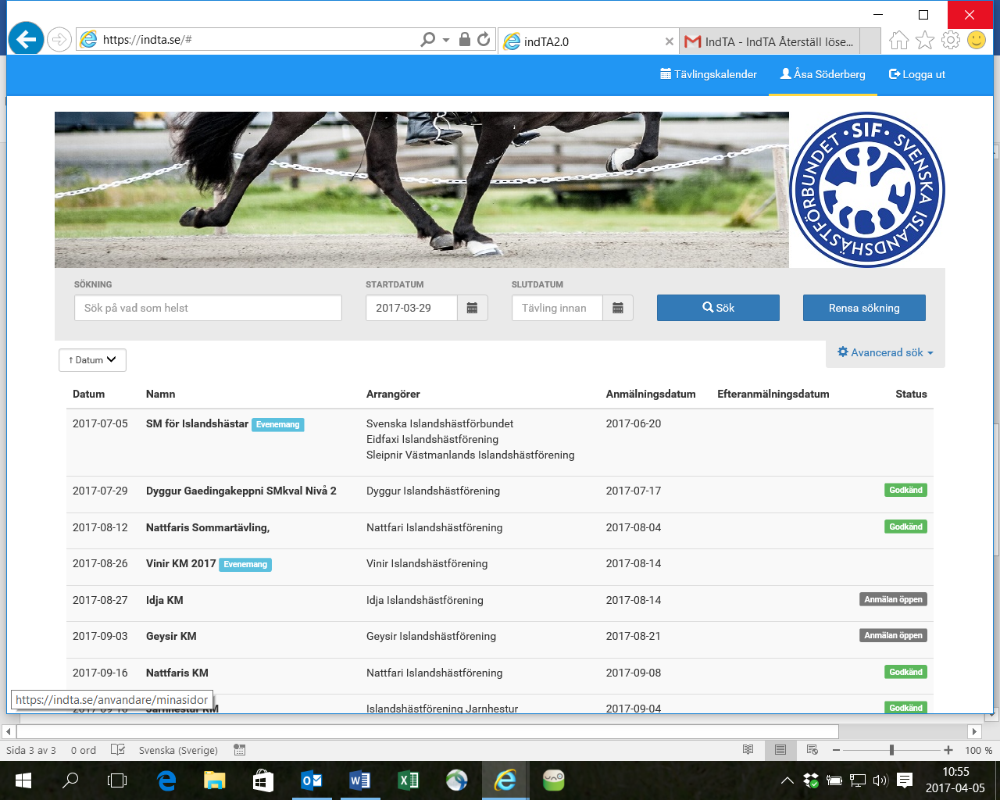 https://indta.se/#
indTA2.0
IndTA - IndTA Återställ löse...
Tävlingskalender
Åsa Söderberg
Logga ut
SIF · SVENSKA ISLANDSHÄSTFÖRBUNDET ·
SÖKNING
STARTDATUM
SLUTDATUM
Sök på vad som helst
2017-03-29
Tävling innan
Sök
Rensa sökning
↑ Datum
Avancerad sök
Datum Namn Arrangörer Anmälningsdatum Efteranmälningsdatum Status
2017-07-05 SM för Islandshästar Evenemang Svenska Islandshästförbundet 2017-06-20
Eidfaxi Islandshästförening
Sleipnir Västmanlands Islandshästförening
2017-07-29 Dyggur Gaedingakeppni SMkval Nivå 2 Dyggur Islandshästförening 2017-07-17 Godkänd
2017-08-12 Nattfaris Sommartävling, Nattfari Islandshästförening 2017-08-04 Godkänd
2017-08-26 Vinir KM 2017 Evenemang Vinir Islandshästförening 2017-08-14
2017-08-27 Idja KM Idja Islandshästförening 2017-08-14 Anmälan öppen
2017-09-03 Geysir KM Geysir Islandshästförening 2017-08-21 Anmälan öppen
2017-09-16 Nattfaris KM Nattfari Islandshästförening 2017-09-08 Godkänd
https://indta.se/anvandare/minasidor
Jarnhestur KM Islandshästförening Jarnhestur 2017-09-04 Godkänd
Sida 3 av 3 0 ord Svenska (Sverige) 100 %
10:55
2017-04-05